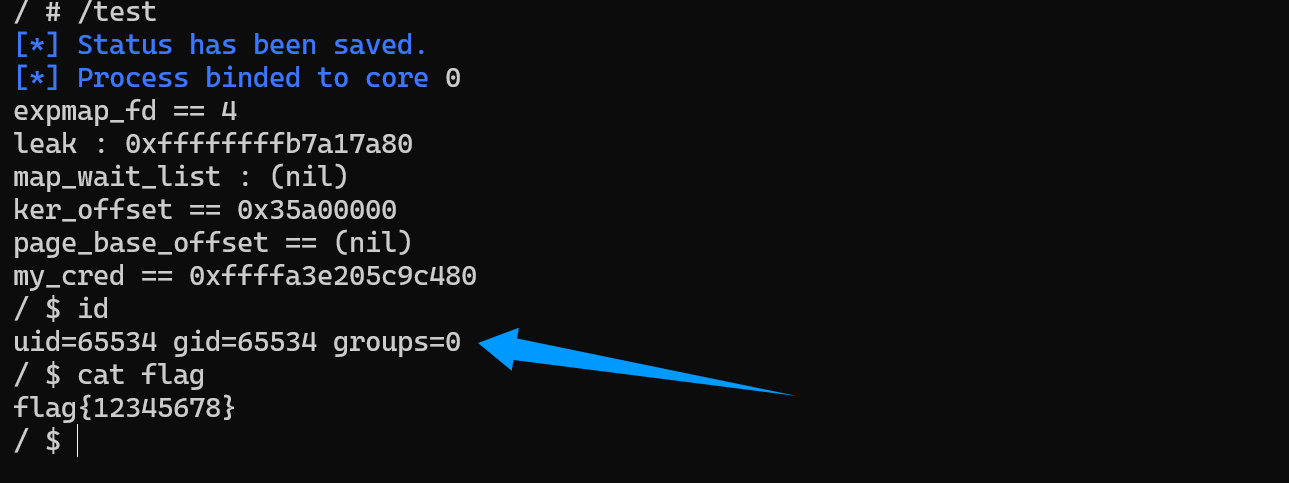 / # /test
[*] Status has been saved.
[*] Process binded to core 0
expmap_fd == 4
leak : 0xffffffffb7a17a80
map_wait_list : (nil)
ker_offset == 0x35a00000
page_base_offset == (nil)
my_cred == 0xffffa3e205c9c480
/ $ id
uid=65534 gid=65534 groups=0
/ $ cat flag
flag{12345678}
/ $